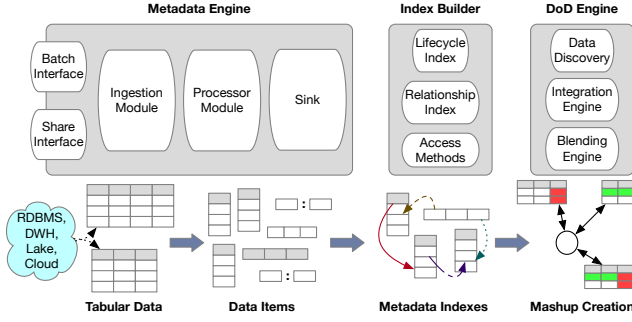 Metadata Engine
Index Builder
DoD Engine
Batch
Interface
Share
Interface
Ingestion
Module
Processor
Module
Sink
Lifecycle
Index
Relationship
Index
Access
Methods
Data
Discovery
Integration
Engine
Blending
Engine
RDBMS,
DWH,
Lake,
Cloud
:
:
Tabular Data
Data Items
Metadata Indexes
Mashup Creation